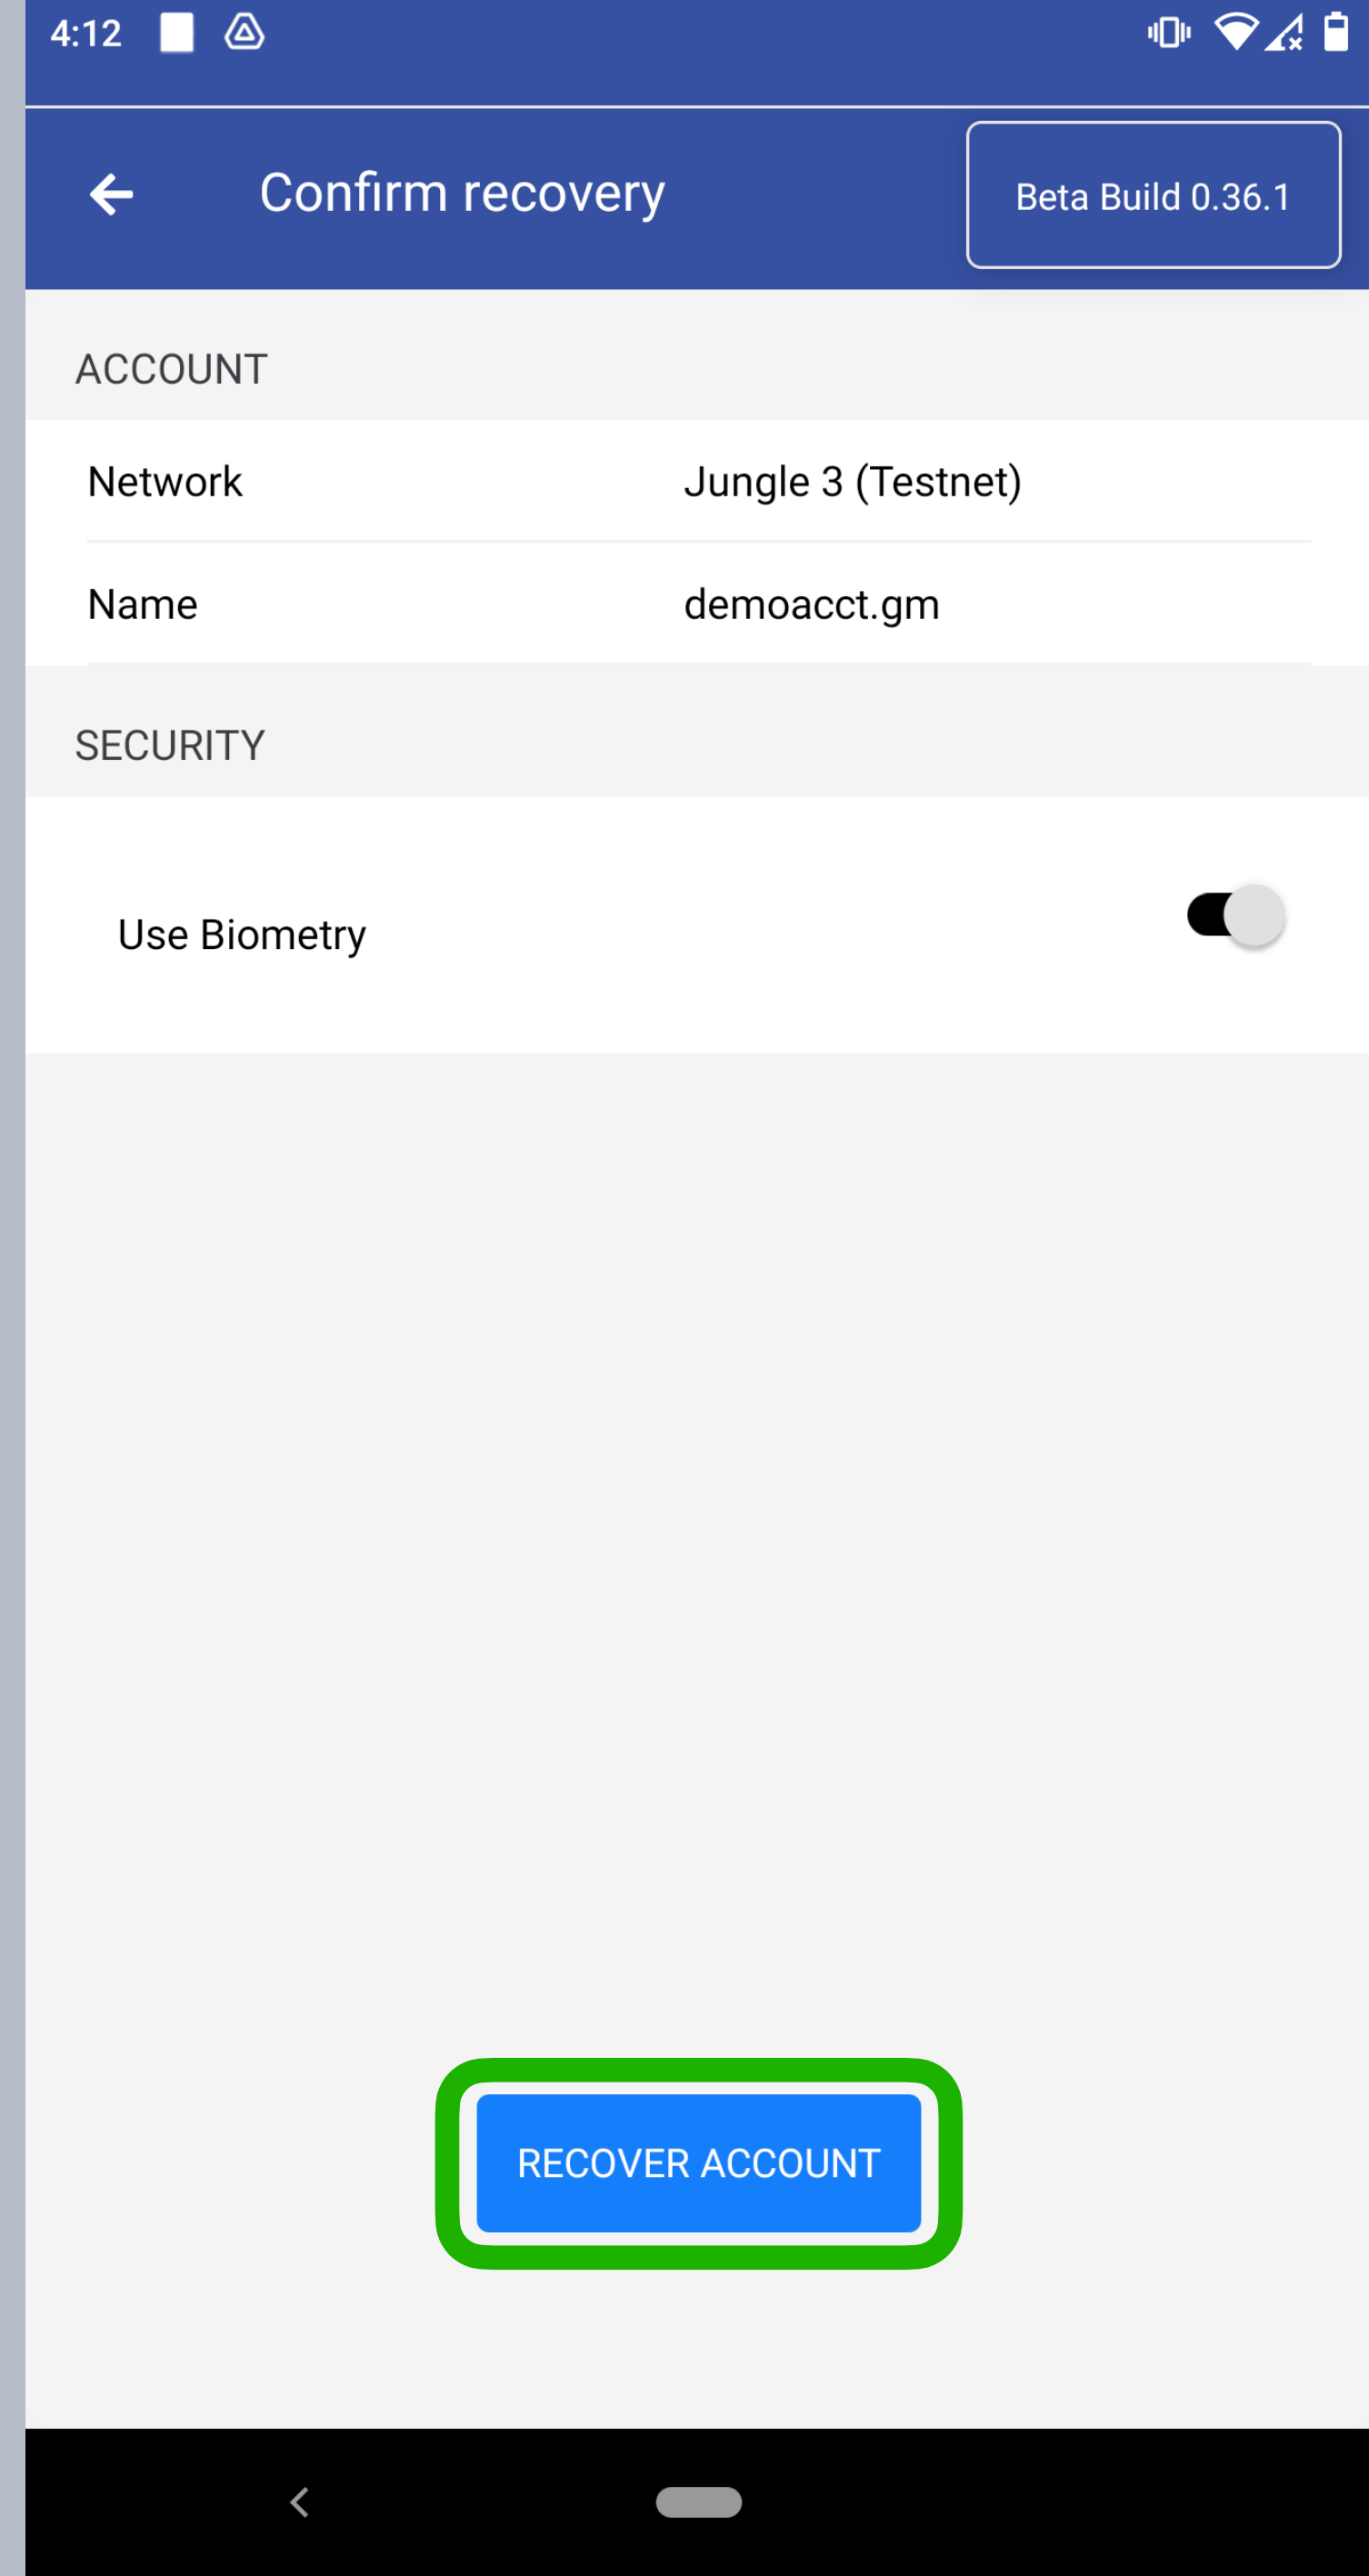 4:12
Confirm recovery
Beta Build 0.36.1
ACCOUNT
Network Jungle 3 (Testnet)
Name demoacct.gm
SECURITY
Use Biometry
RECOVER ACCOUNT